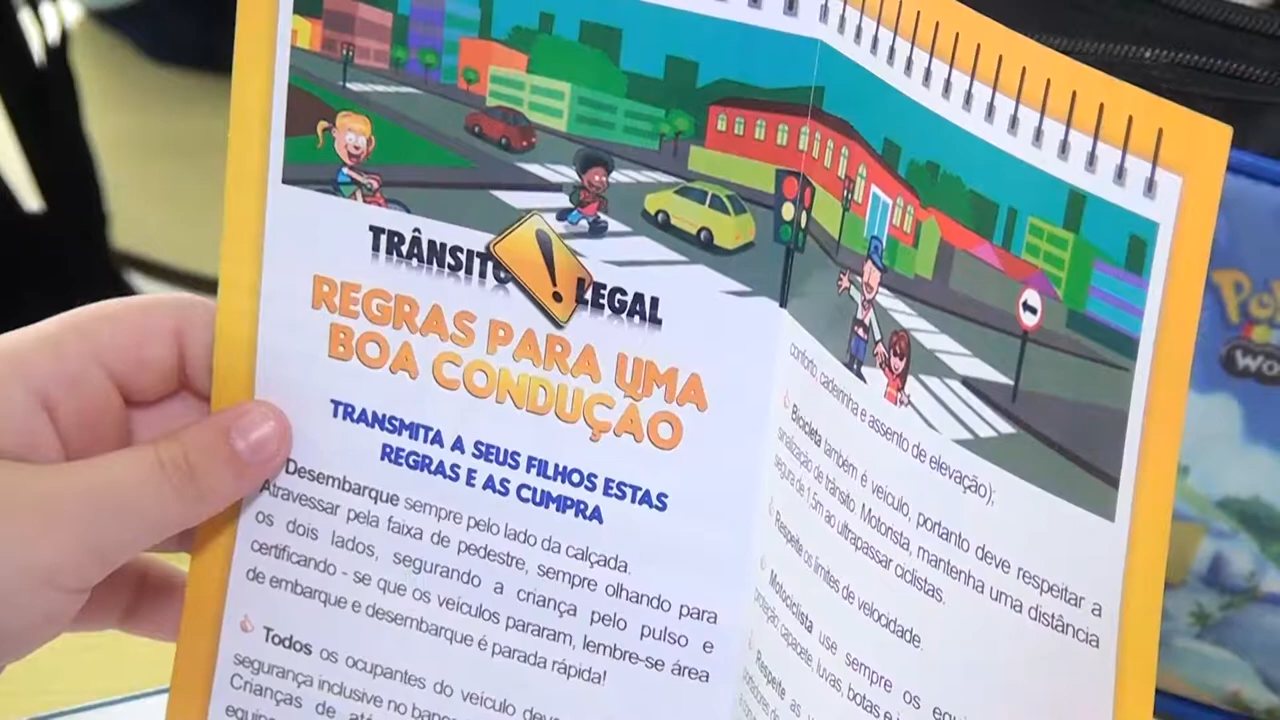 TRÂNSITO LEGAL
REGRAS PARA UMA
BOA CONDUÇÃO
TRANSMITA A SEUS FILHOS ESTAS
REGRAS E AS CUMPRA
Desembarque sempre pelo lado da calçada.
Atravessar pela faixa de pedestre, sempre olhando para
os dois lados, segurando a criança pelo pulso e
certificando - se que os veículos pararam, lembre-se área
de embarque e desembarque é parada rápida!
Todos os ocupantes do veículo
segurança inclusive no
Crianças de
conforto, cadeirinha e assento de elevação);
Bicicleta também é veículo, portanto deve respeitar a
sinalização de trânsito. Motorista, mantenha uma distância
segura de 1,5m ao ultrapassar ciclistas.
Respeite os limites de velocidade.
Motociclista use sempre os
proteção: capacete, luvas, botas e
Respeite as